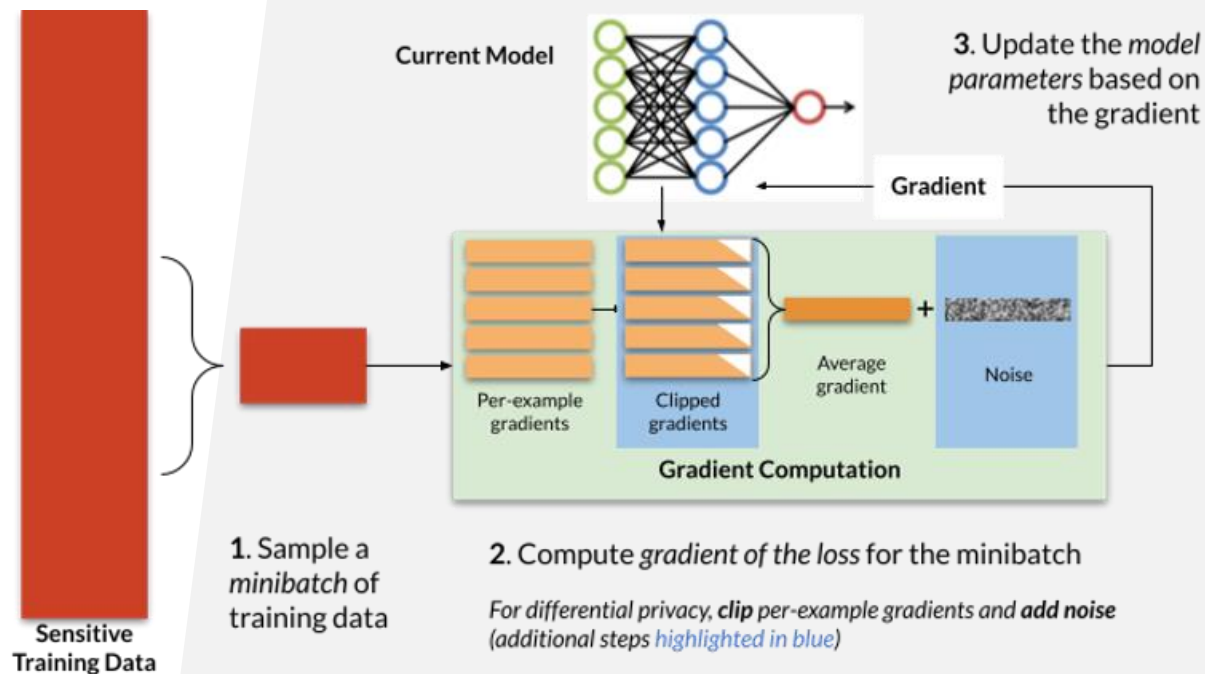 Current Model
3. Update the model
parameters based on
the gradient
Gradient
Per-example
gradients
Clipped
gradients
Average
gradient
+
Noise
Gradient Computation
1. Sample a
minibatch of
training data
2. Compute gradient of the loss for the minibatch
For differential privacy, clip per-example gradients and add noise
(additional steps highlighted in blue)
Sensitive
Training Data